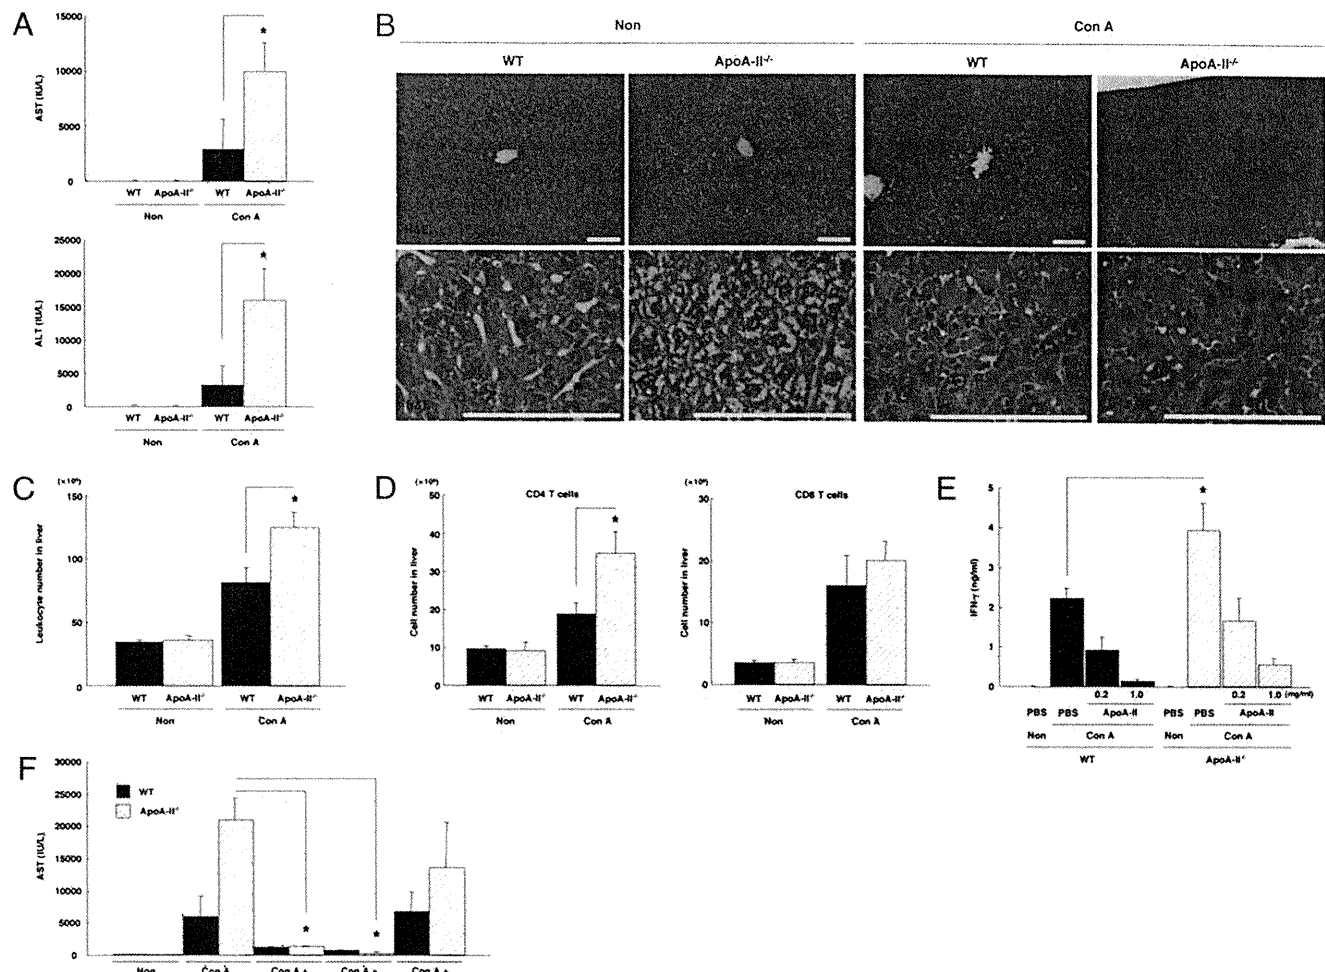 A
15000
10000
5000
0
AST (IU/L)
*
WT ApoA-II-/- WT ApoA-II-/-
Non Con A
25000
20000
15000
10000
5000
0
ALT (IU/L)
*
WT ApoA-II-/- WT ApoA-II-/-
Non Con A
B
Non Con A
WT ApoA-II-/- WT ApoA-II-/-
C
150
100
50
0
Leukocyte number in liver
*
WT ApoA-II-/- WT ApoA-II-/-
Non Con A
D
CD4 T cells
50
40
30
20
10
0
Cell number in liver
*
WT ApoA-II-/- WT ApoA-II-/-
Non Con A
CD8 T cells
30
20
10
0
Cell number in liver
WT ApoA-II-/- WT ApoA-II-/-
Non Con A
E
5
4
3
2
1
0
IFN-γ (ng/ml)
*
0.2 1.0 0.2 1.0 (mg/ml)
PBS PBS ApoA-II PBS PBS ApoA-II
Non Con A Non Con A
WT ApoA-II-/-
F
30000
25000
20000
15000
10000
5000
0
AST (IU/L)
WT
ApoA-II-/-
* *
Non Con A Con A + Con A + Con A +